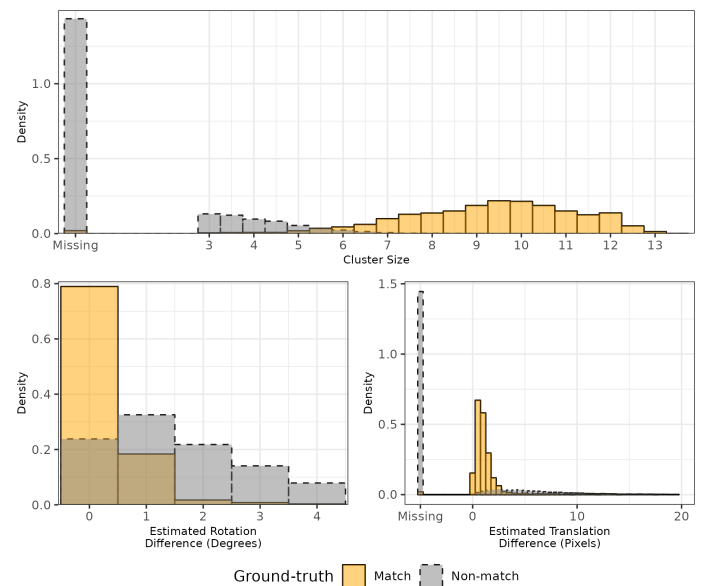 1.0
0.5
0.0
Density
Missing 3 4 5 6 7 8 9 10 11 12 13
Cluster Size
0.8
0.6
0.4
0.2
0.0
Density
0 1 2 3 4
Estimated Rotation
Difference (Degrees)
1.5
1.0
0.5
0.0
Density
Missing 0 10 20
Estimated Translation
Difference (Pixels)
Ground-truth Match Non-match